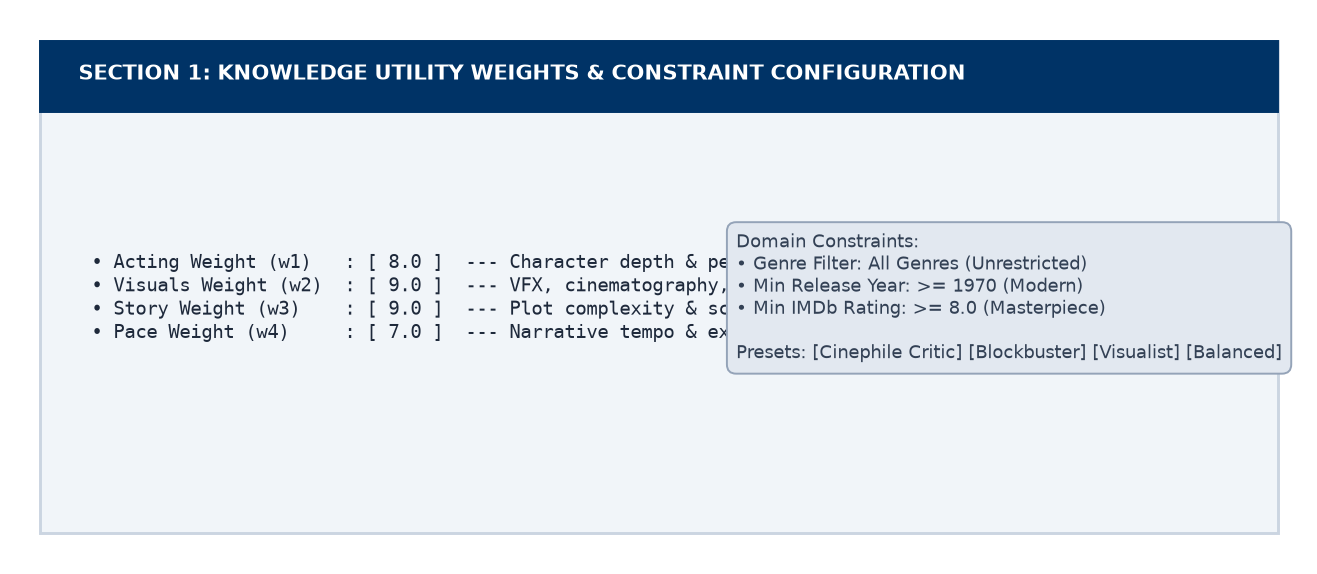 SECTION 1: KNOWLEDGE UTILITY WEIGHTS & CONSTRAINT CONFIGURATION
• Acting Weight (w1)   : [ 8.0 ]  --- Character depth &
• Visuals Weight (w2)  : [ 9.0 ]  --- VFX, cinematography,
• Story Weight (w3)    : [ 9.0 ]  --- Plot complexity &
• Pace Weight (w4)     : [ 7.0 ]  --- Narrative tempo &
Domain Constraints:
• Genre Filter: All Genres (Unrestricted)
• Min Release Year: >= 1970 (Modern)
• Min IMDb Rating: >= 8.0 (Masterpiece)
Presets: [Cinephile Critic] [Blockbuster] [Visualist] [Balanced]